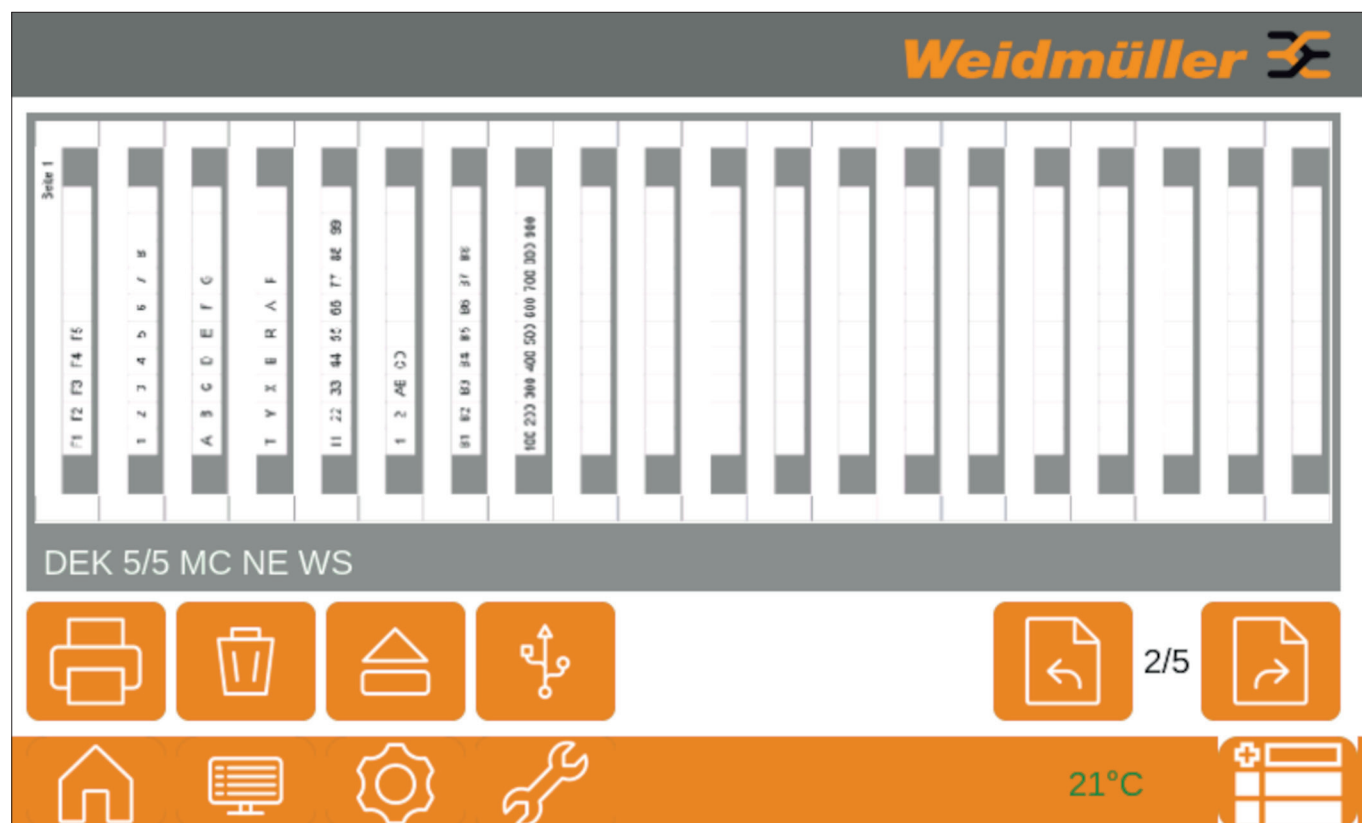 Weidmüller
Seite 1
F1 F2 F3 F4 F5
1 2 3 4 5 6 7 8
A B C D E F G
T Y X B R A F
11 22 33 44 55 66 77 88 99
1 2 AB CD
B1 B2 B3 B4 B5 B6 B7 B8
100 200 300 400 500 600 700 800 900
DEK 5/5 MC NE WS
2/5
21°C